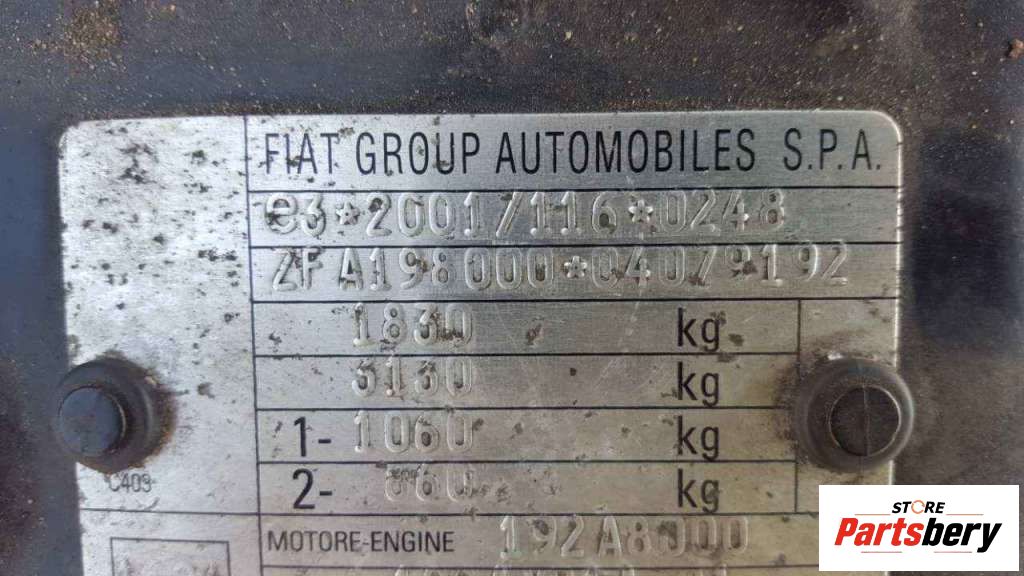 FIAT GROUP AUTOMOBILES S.P.A.
e3*2001/116*0248
ZFA198000*04079192
1830 kg
3130 kg
1- 1060 kg
2- kg
C409
MOTORE-ENGINE 192A8000
STORE
Partsbery